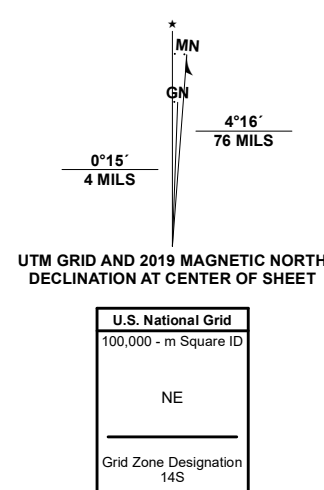 MN
GN
4°16´
76 MILS
0°15´
4 MILS
UTM GRID AND 2019 MAGNETIC NORTH
DECLINATION AT CENTER OF SHEET
U.S. National Grid
100,000 - m Square ID
NE
Grid Zone Designation
14S